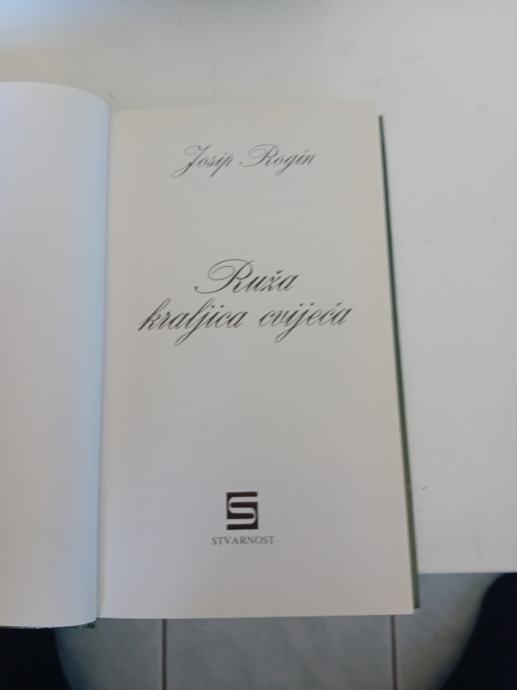 Josip Rogin
Ruža
kraljica cvijeća
S
STVARNOST